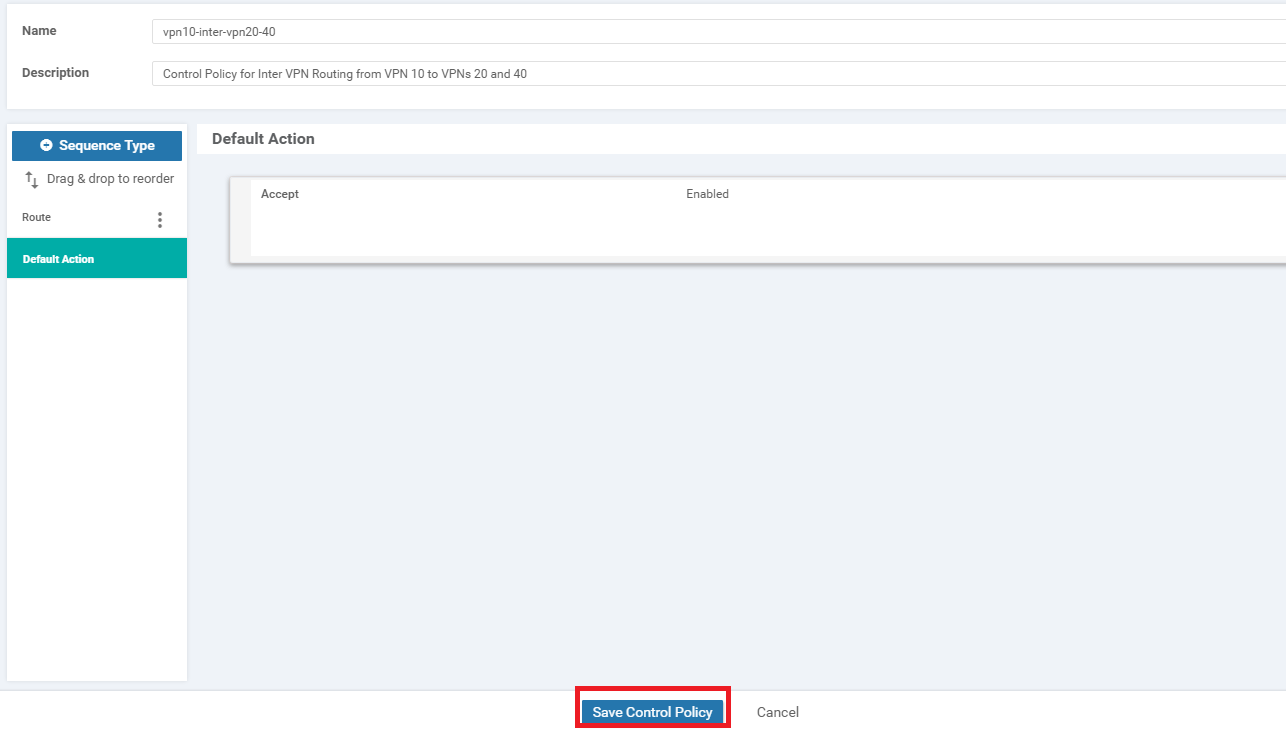 Name
vpn10-inter-vpn20-40
Description
Control Policy for Inter VPN Routing from VPN 10 to VPNs 20 and 40
Sequence Type
Default Action
Drag & drop to reorder
Accept
Enabled
Route
Default Action
Save Control Policy
Cancel